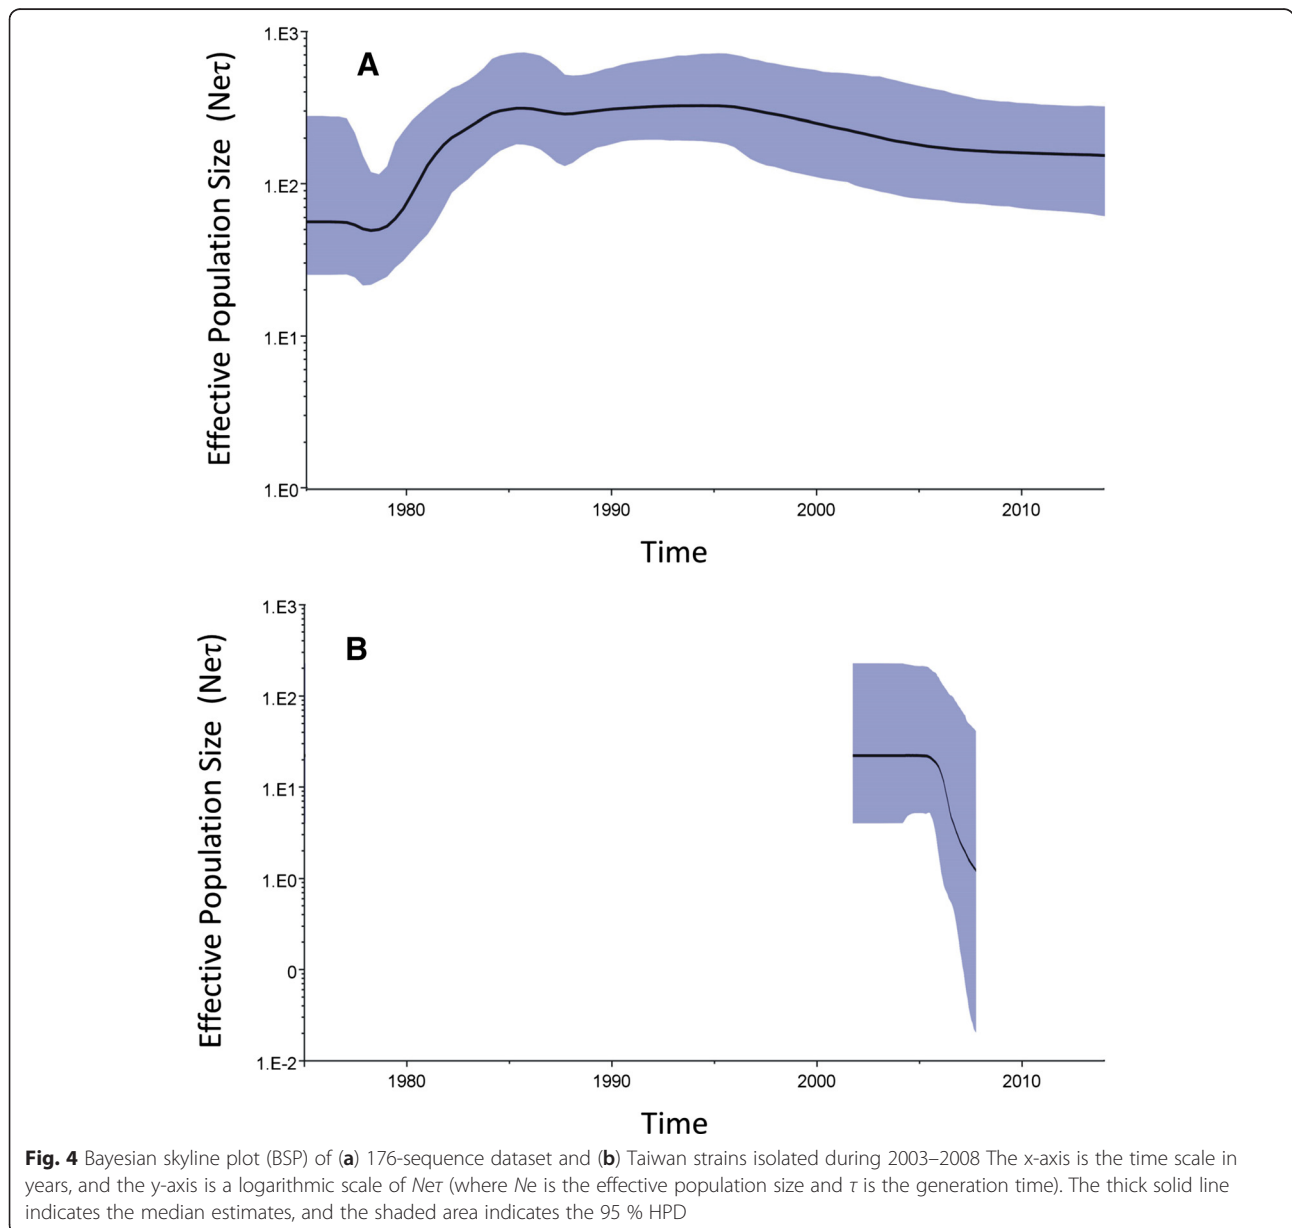 A
Effective Population Size (Neτ)
1.E3
1.E2
1.E1
1.E0
1980 1990 2000 2010
Time
B
Effective Population Size (Neτ)
1.E3
1.E2
1.E1
1.E0
0
1.E-2
1980 1990 2000 2010
Time
Fig. 4 Bayesian skyline plot (BSP) of (a) 176-sequence dataset and (b) Taiwan strains isolated during 2003–2008 The x-axis is the time scale in
years, and the y-axis is a logarithmic scale of Neτ (where Ne is the effective population size and τ is the generation time). The thick solid line
indicates the median estimates, and the shaded area indicates the 95 % HPD